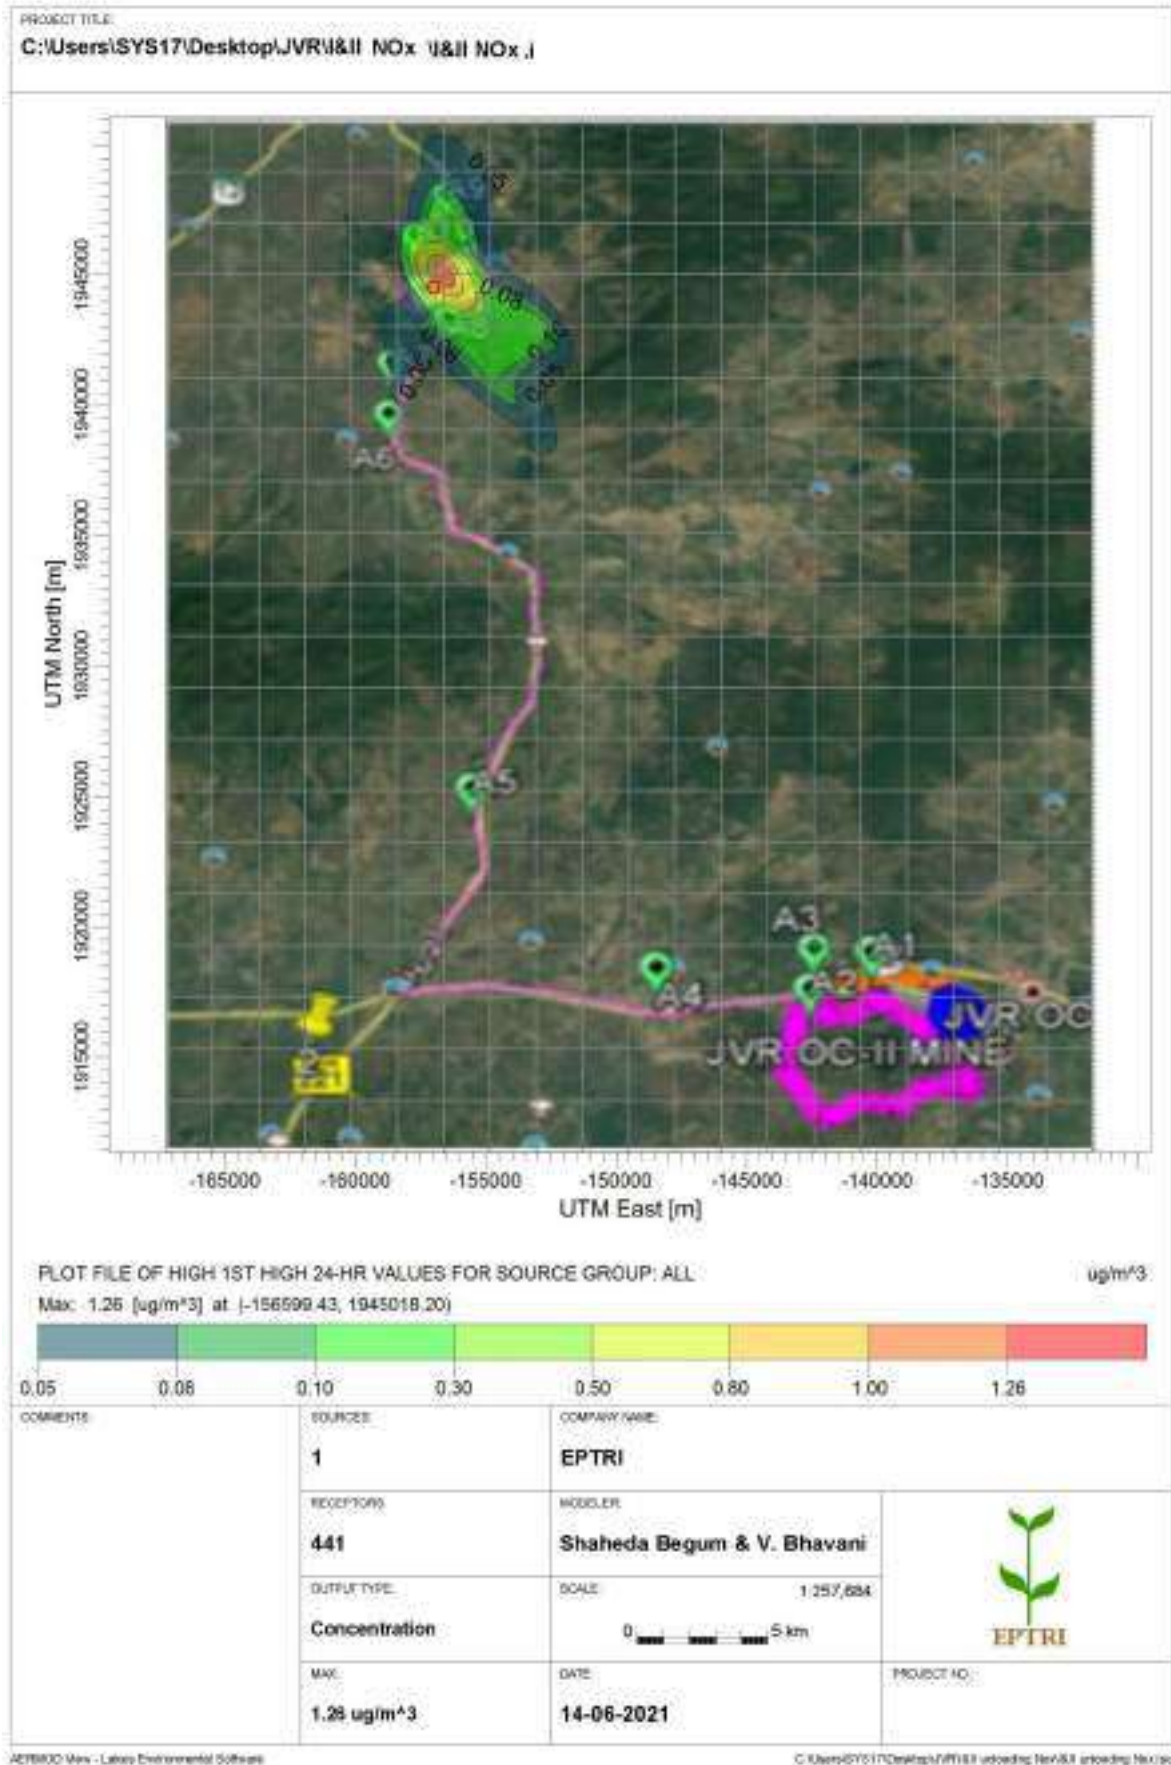 PROJECT TITLE:
C:\Users\SYS17\Desktop\JVR\I&II NOx \I&II NOx .i
UTM North [m]
1945000
1940000
1935000
1930000
1925000
1920000
1915000
0.08
A6
A5
A3
A1
A2
A4
JVR OC
JVR OC-II MINE
-165000 -160000 -155000 -150000 -145000 -140000 -135000
UTM East [m]
PLOT FILE OF HIGH 1ST HIGH 24-HR VALUES FOR SOURCE GROUP: ALL ug/m^3
Max: 1.26 [ug/m^3] at (-156599.43, 1945018.20)
0.05 0.08 0.10 0.30 0.50 0.80 1.00 1.26
COMMENTS:
SOURCES:
1
COMPANY NAME:
EPTRI
RECEPTORS:
441
MODELER:
Shaheda Begum & V. Bhavani
OUTPUT TYPE:
Concentration
SCALE: 1:257,684
0 5 km
EPTRI
MAX:
1.26 ug/m^3
DATE:
14-06-2021
PROJECT NO.:
AERMOD View - Lakes Environmental Software